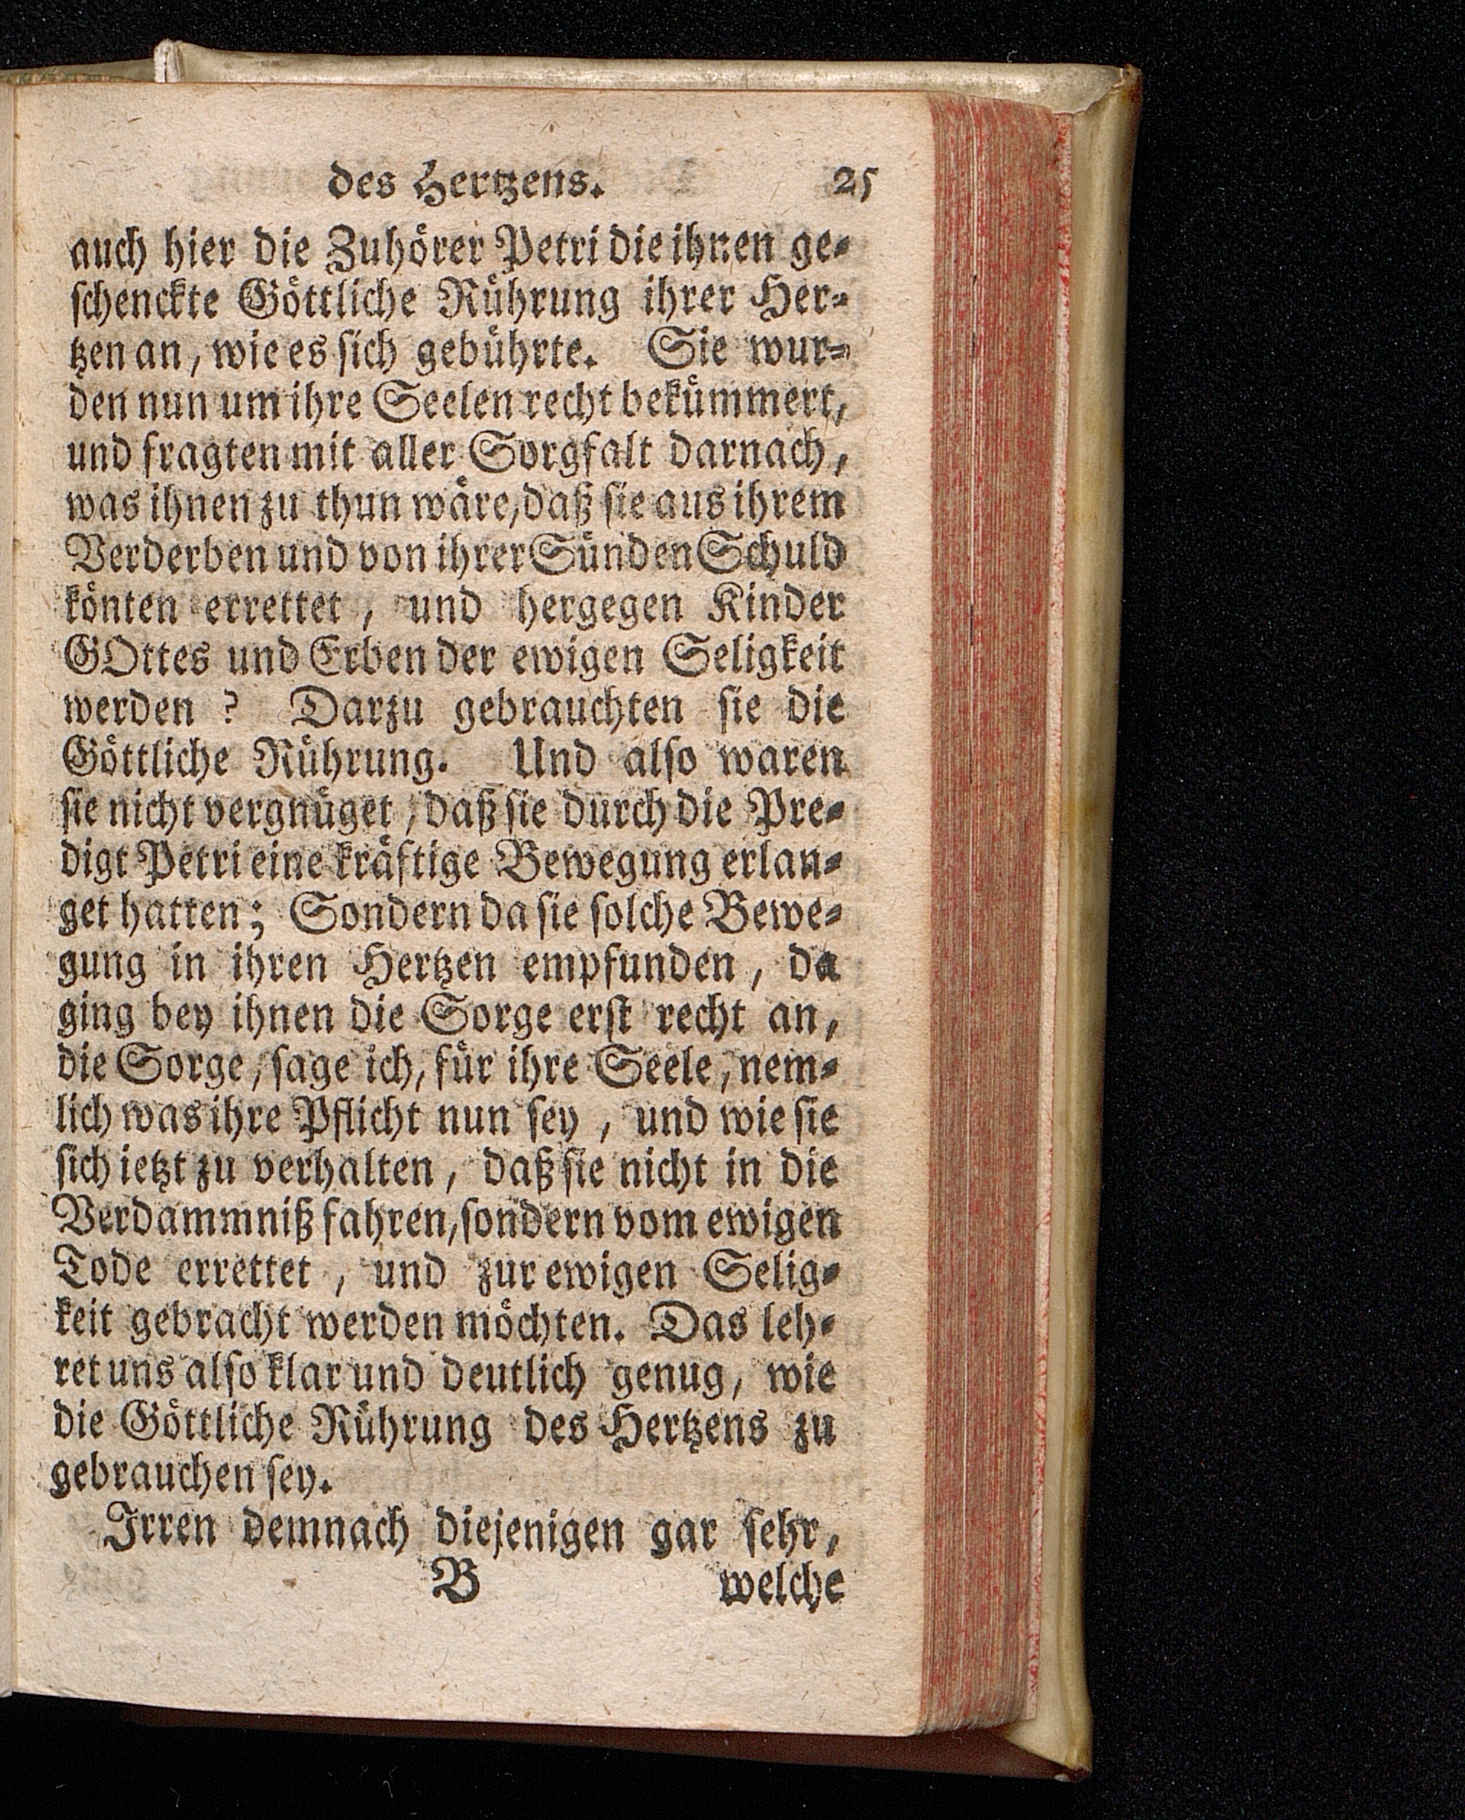 des Hertzens. 25
auch hier die Zuhörer Petri die ihnen ge-
schenckte Göttliche Rührung ihrer Her-
tzen an, wie es sich gebührte. Sie wur-
den nun um ihre Seelen recht bekümmert,
und fragten mit aller Sorgfalt darnach,
was ihnen zu thun wäre, daß sie aus ihrem
Verderben und von ihrer Sünden Schuld
könten errettet, und hergegen Kinder
GOttes und Erben der ewigen Seligkeit
werden? Darzu gebrauchten sie die
Göttliche Rührung. Und also waren
sie nicht vergnüget, daß sie durch die Pre-
digt Petri eine kräftige Bewegung erlan-
get hatten; Sondern da sie solche Bewe-
gung in ihren Hertzen empfunden, da
ging bey ihnen die Sorge erst recht an,
die Sorge, sage ich, für ihre Seele, nem-
lich was ihre Pflicht nun sey, und wie sie
sich ietzt zu verhalten, daß sie nicht in die
Verdammniß fahren, sondern vom ewigen
Tode errettet, und zur ewigen Selig-
keit gebracht werden möchten. Das leh-
ret uns also klar und deutlich genug, wie
die Göttliche Rührung des Hertzens zu
gebrauchen sey.
Irren demnach diejenigen gar sehr,
B welche